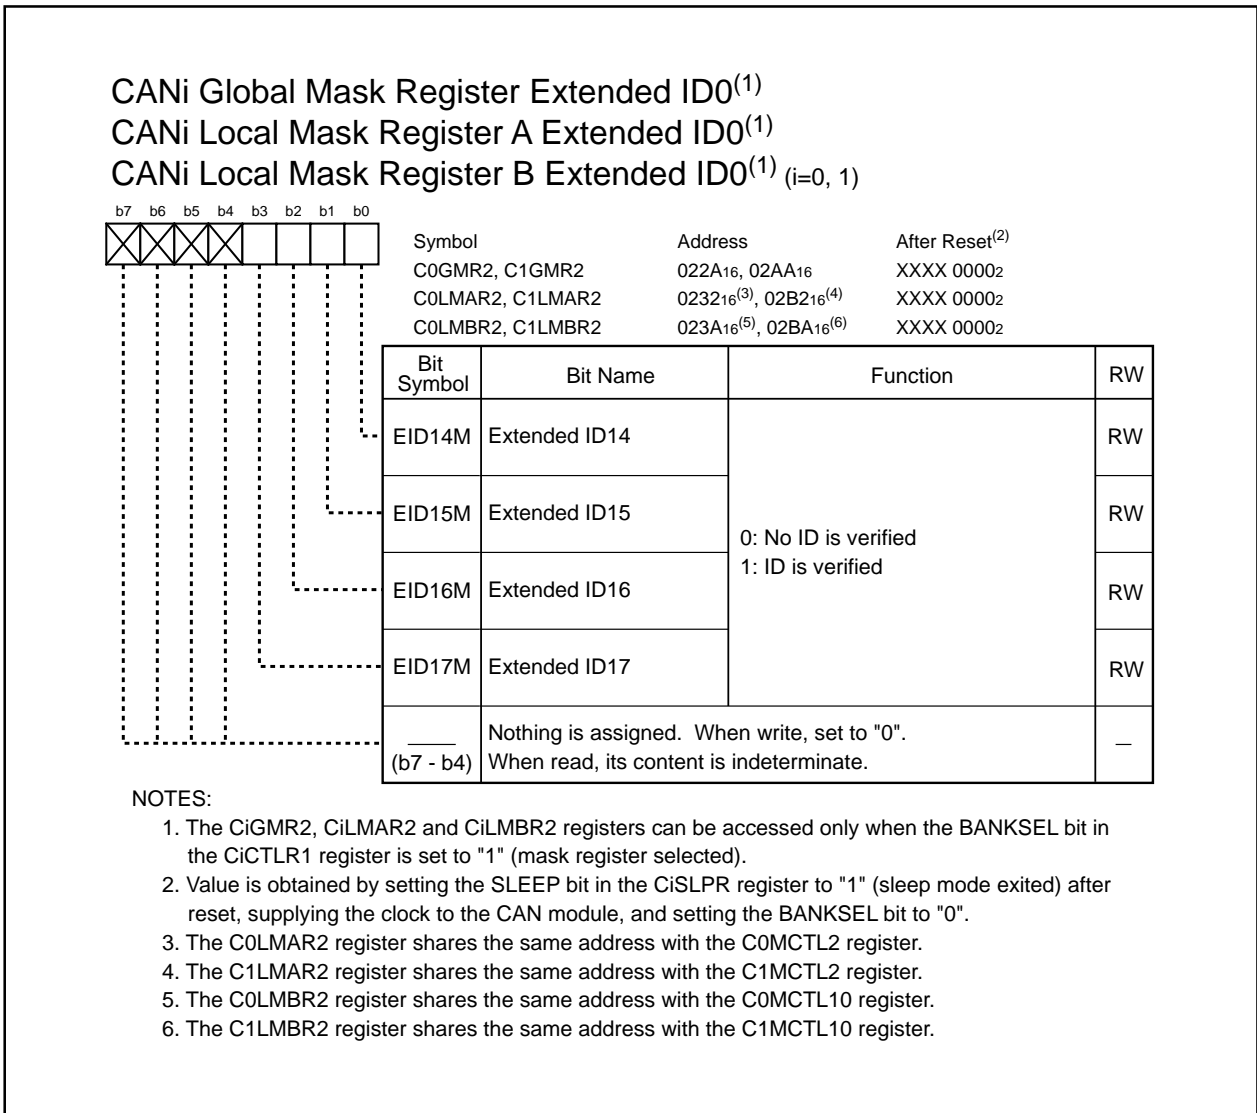 CANi Global Mask Register Extended ID0(1)
CANi Local Mask Register A Extended ID0(1)
CANi Local Mask Register B Extended ID0(1) (i=0, 1)
b7 b6 b5 b4 b3 b2 b1 b0
Symbol Address After Reset(2)
C0GMR2, C1GMR2 022A16, 02AA16 XXXX 00002
C0LMAR2, C1LMAR2 023216(3), 02B216(4) XXXX 00002
C0LMBR2, C1LMBR2 023A16(5), 02BA16(6) XXXX 00002
Bit Symbol Bit Name Function RW
EID14M Extended ID14 RW
EID15M Extended ID15 RW
0: No ID is verified
1: ID is verified
EID16M Extended ID16 RW
EID17M Extended ID17 RW
Nothing is assigned. When write, set to "0". —
(b7 - b4) When read, its content is indeterminate.
NOTES:
1. The CiGMR2, CiLMAR2 and CiLMBR2 registers can be accessed only when the BANKSEL bit in
the CiCTLR1 register is set to "1" (mask register selected).
2. Value is obtained by setting the SLEEP bit in the CiSLPR register to "1" (sleep mode exited) after
reset, supplying the clock to the CAN module, and setting the BANKSEL bit to "0".
3. The C0LMAR2 register shares the same address with the C0MCTL2 register.
4. The C1LMAR2 register shares the same address with the C1MCTL2 register.
5. The C0LMBR2 register shares the same address with the C0MCTL10 register.
6. The C1LMBR2 register shares the same address with the C1MCTL10 register.